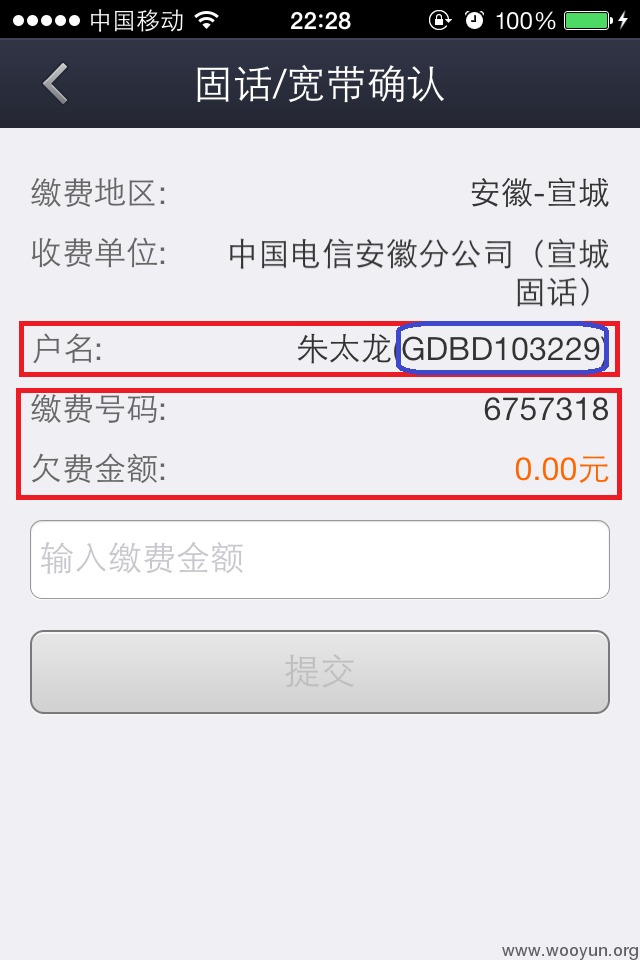 中国移动 22:28 100%
固话/宽带确认
缴费地区: 安徽-宣城
收费单位: 中国电信安徽分公司（宣城
固话）
户名: 朱太龙(GDBD103229)
缴费号码: 6757318
欠费金额: 0.00元
输入缴费金额
提交
www.wooyun.org